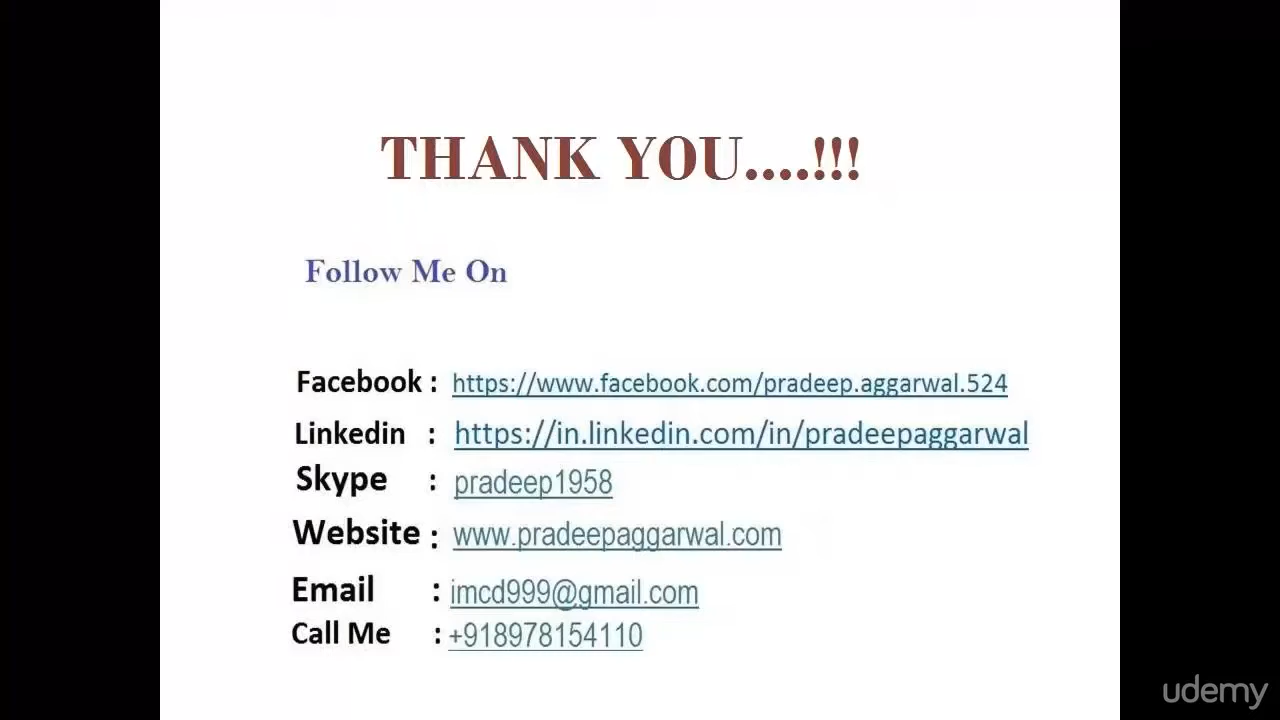 THANK YOU....!!!
Follow Me On
Facebook : https://www.facebook.com/pradeep.aggarwal.524
Linkedin : https://in.linkedin.com/in/pradeepaggarwal
Skype : pradeep1958
Website : www.pradeepaggarwal.com
Email : imcd999@gmail.com
Call Me : +918978154110
udemy